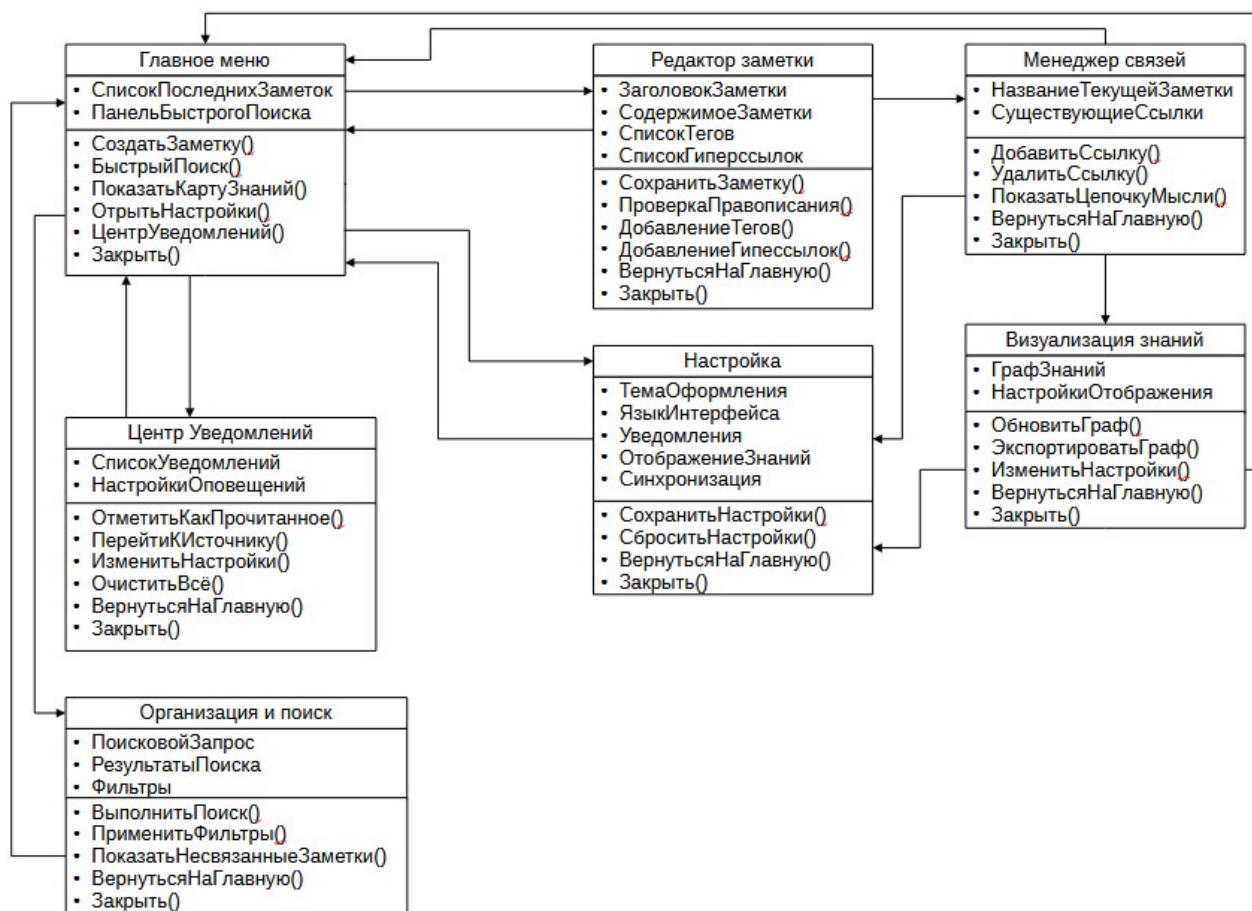 Главное меню
• СписокПоследнихЗаметок
• ПанельБыстрогоПоиска
• СоздатьЗаметку()
• БыстрыйПоиск()
• ПоказатьКартуЗнаний()
• ОтрытьНастройки()
• ЦентрУведомлений()
• Закрыть()
Редактор заметки
• ЗаголовокЗаметки
• СодержимоеЗаметки
• СписокТегов
• СписокГиперссылок
• СохранитьЗаметку()
• ПроверкаПравописания()
• ДобавлениеТегов()
• ДобавлениеГипессылок()
• ВернутьсяНаГлавную()
• Закрыть()
Менеджер связей
• НазваниеТекущейЗаметки
• СуществующиеСсылки
• ДобавитьСсылку()
• УдалитьСсылку()
• ПоказатьЦепочкуМысли()
• ВернутьсяНаГлавную()
• Закрыть()
Визуализация знаний
• ГрафЗнаний
• НастройкиОтображения
• ОбновитьГраф()
• ЭкспортироватьГраф()
• ИзменитьНастройки()
• ВернутьсяНаГлавную()
• Закрыть()
Настройка
• ТемаОформления
• ЯзыкИнтерфейса
• Уведомления
• ОтображениеЗнаний
• Синхронизация
• СохранитьНастройки()
• СброситьНастройки()
• ВернутьсяНаГлавную()
• Закрыть()
Центр Уведомлений
• СписокУведомлений
• НастройкиОповещений
• ОтметитьКакПрочитанное()
• ПерейтиКИсточнику()
• ИзменитьНастройки()
• ОчиститьВсё()
• ВернутьсяНаГлавную()
• Закрыть()
Организация и поиск
• ПоисковойЗапрос
• РезультатыПоиска
• Фильтры
• ВыполнитьПоиск()
• ПрименитьФильтры()
• ПоказатьНесвязанныеЗаметки()
• ВернутьсяНаГлавную()
• Закрыть()